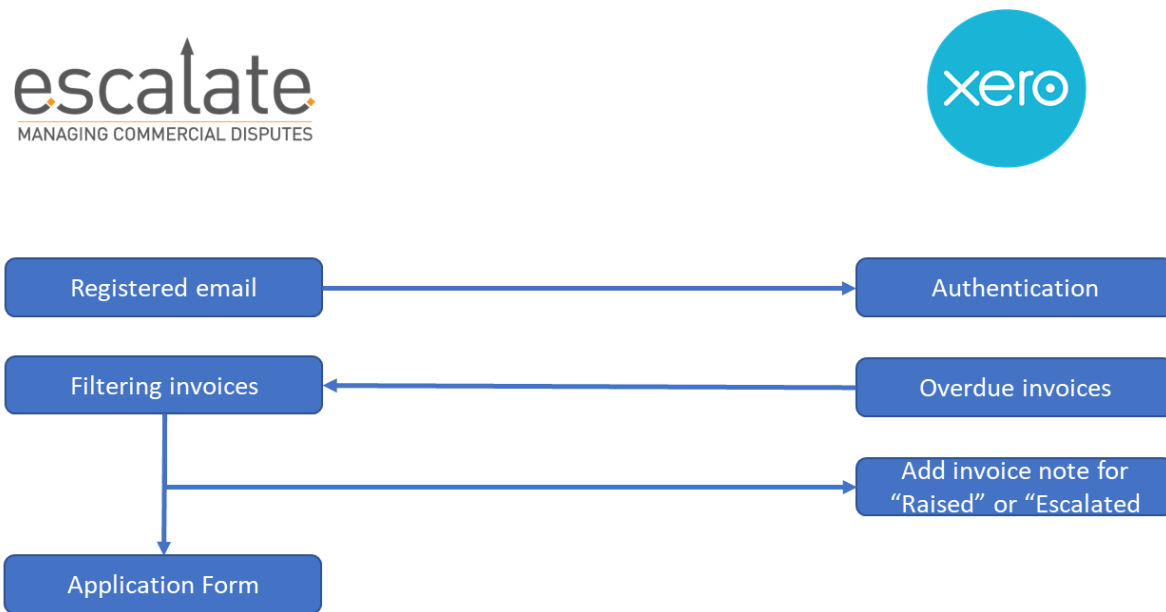 escalate
MANAGING COMMERCIAL DISPUTES
xero
Registered email
Authentication
Filtering invoices
Overdue invoices
Add invoice note for
“Raised” or “Escalated
Application Form